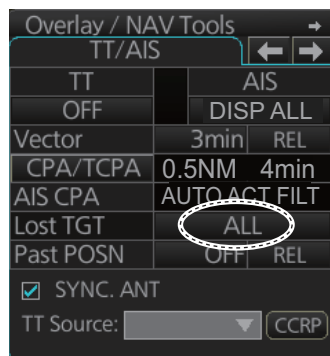 Overlay / NAV Tools →
TT/AIS ← →
TT AIS
OFF DISP ALL
Vector 3min REL
CPA/TCPA 0.5NM 4min
AIS CPA AUTO ACT FILT
Lost TGT ALL
Past POSN OFF REL
SYNC. ANT
TT Source: CCRP